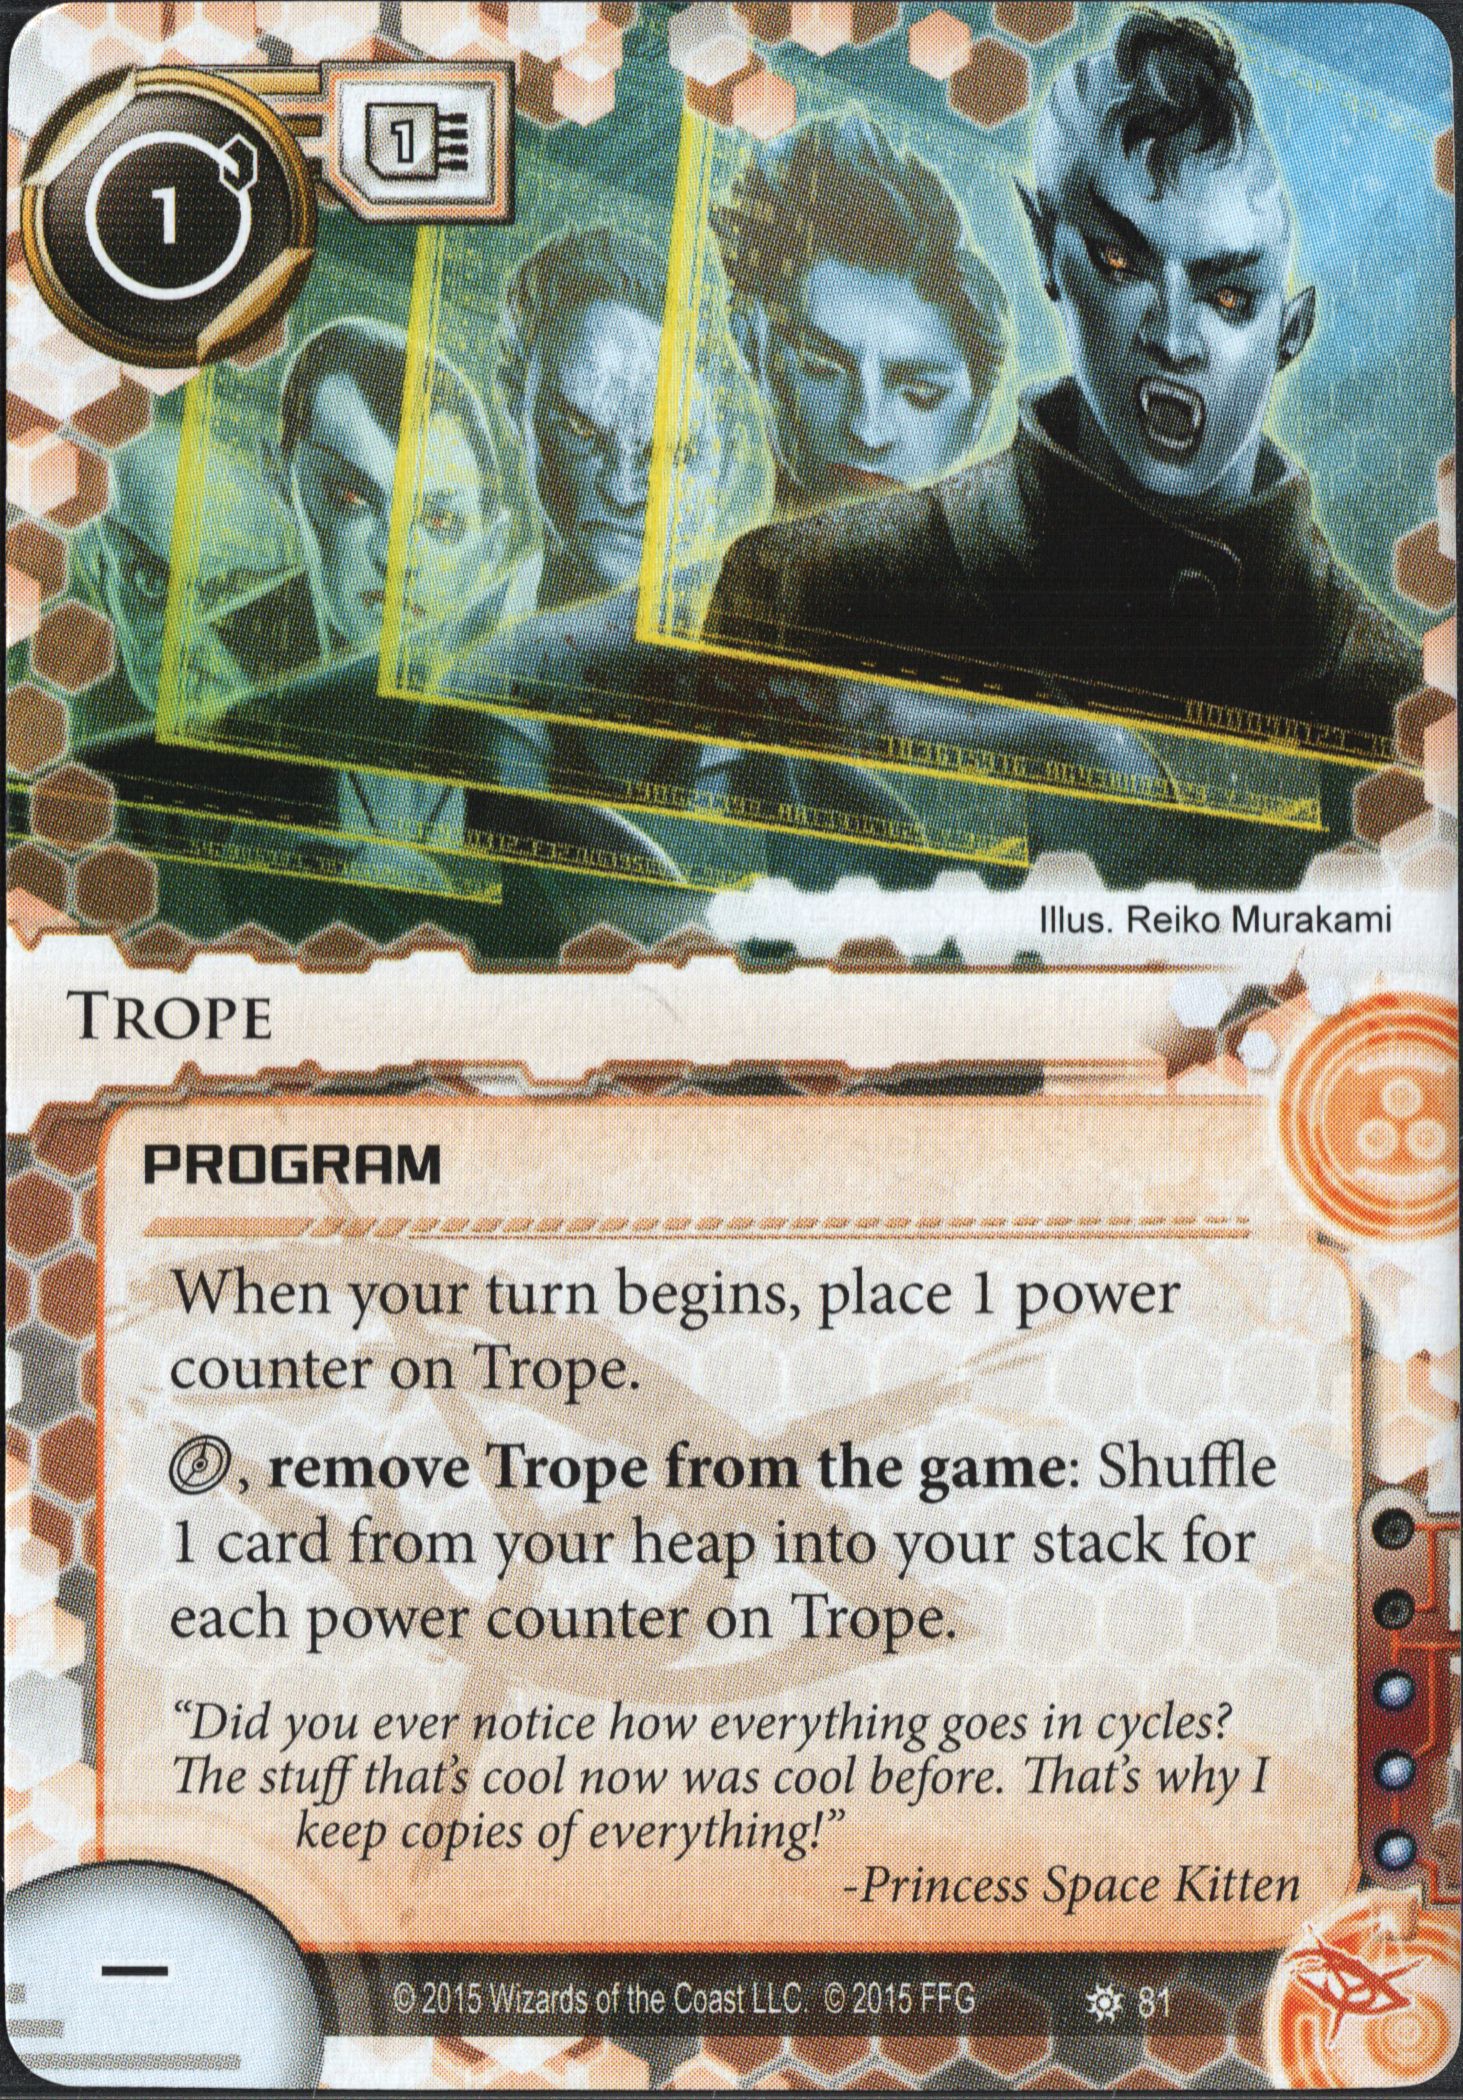 1
1
Illus. Reiko Murakami
TROPE
PROGRAM
When your turn begins, place 1 power
counter on Trope.
, remove Trope from the game: Shuffle
1 card from your heap into your stack for
each power counter on Trope.
“Did you ever notice how everything goes in cycles?
The stuff that’s cool now was cool before. That’s why I
keep copies of everything!”
-Princess Space Kitten
–
© 2015 Wizards of the Coast LLC. © 2015 FFG 81